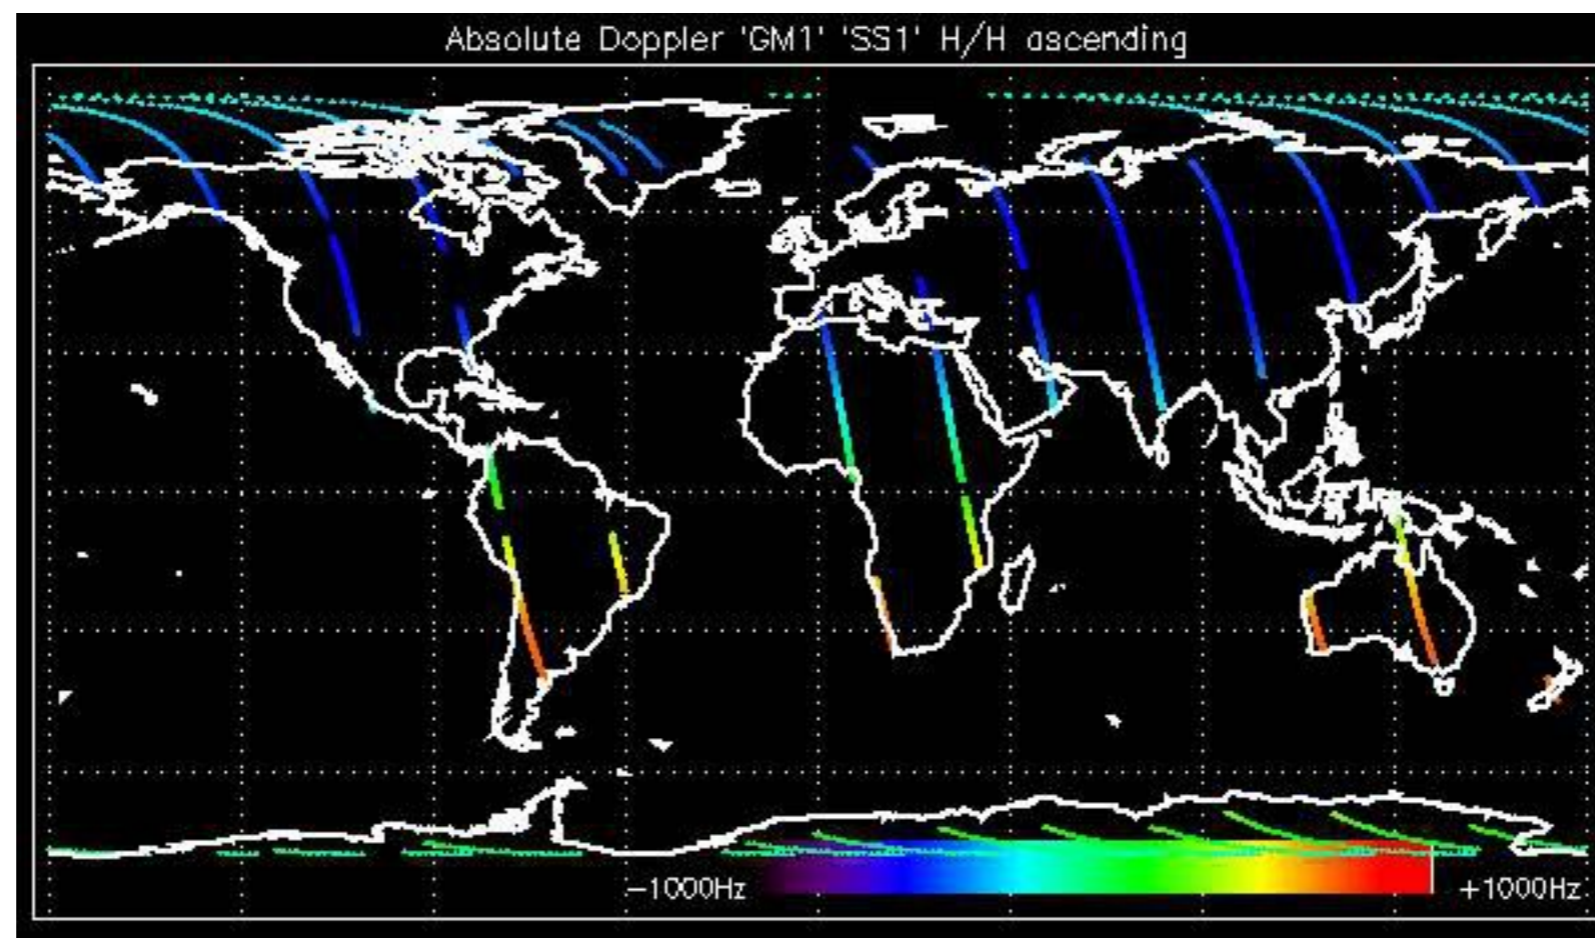 Absolute Doppler 'GM1' 'SS1' H/H ascending
−1000Hz
+1000Hz